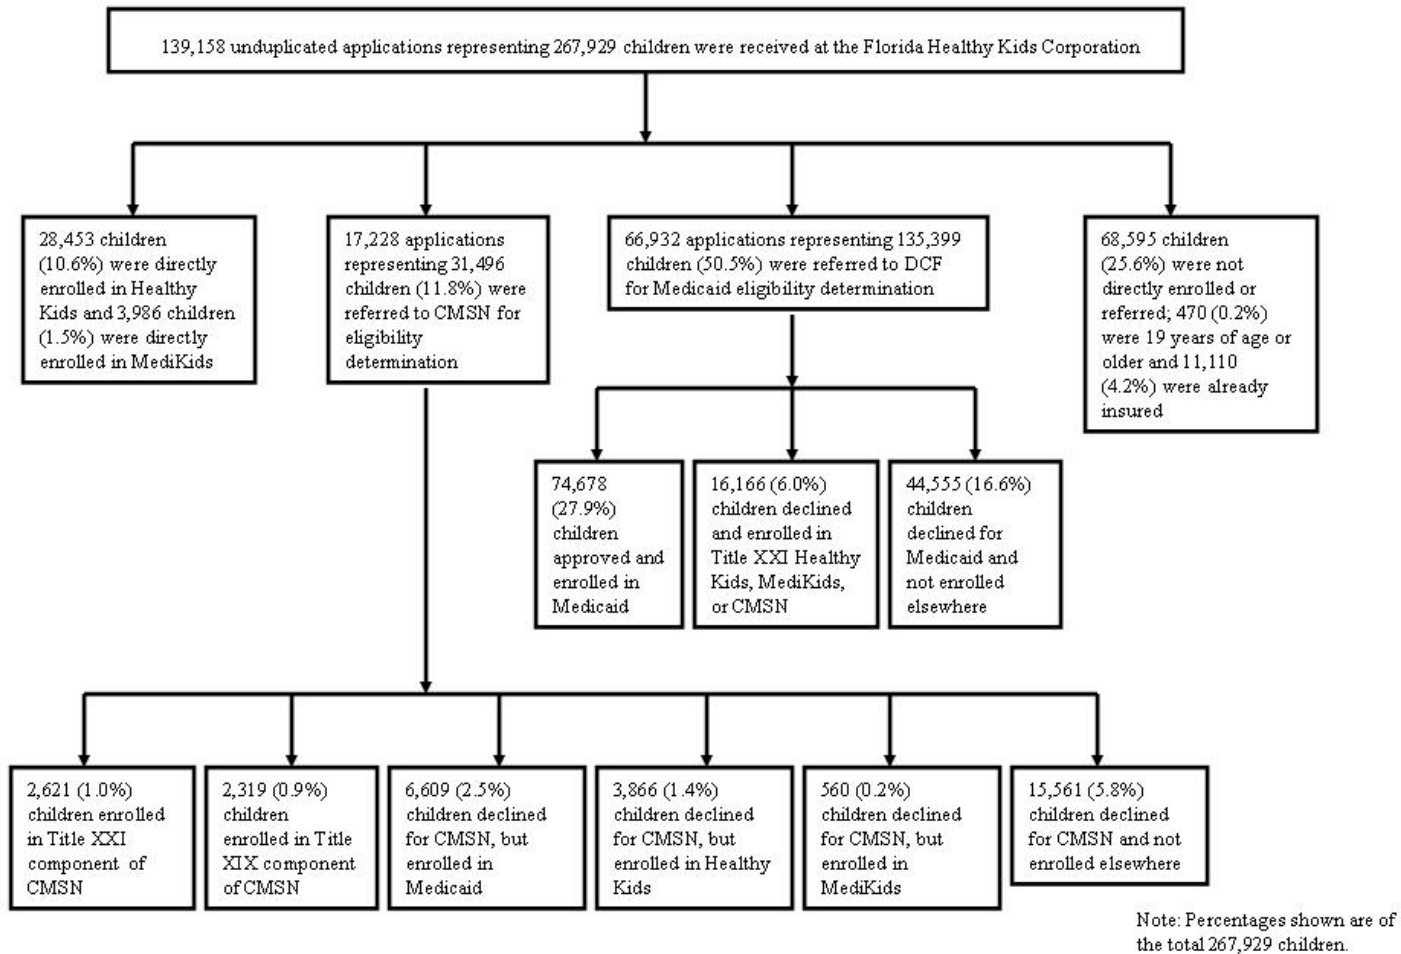 139,158 unduplicated applications representing 267,929 children were received at the Florida Healthy Kids Corporation
28,453 children
(10.6%) were directly
enrolled in Healthy
Kids and 3,986 children
(1.5%) were directly
enrolled in MediKids
17,228 applications
representing 31,496
children (11.8%) were
referred to CMSN for
eligibility
determination
66,932 applications representing 135,399
children (50.5%) were referred to DCF
for Medicaid eligibility determination
68,595 children
(25.6%) were not
directly enrolled or
referred; 470 (0.2%)
were 19 years of age or
older and 11,110
(4.2%) were already
insured
74,678
(27.9%)
children
approved and
enrolled in
Medicaid
16,166 (6.0%)
children declined
and enrolled in
Title XXI Healthy
Kids, MediKids,
or CMSN
44,555 (16.6%)
children
declined for
Medicaid and
not enrolled
elsewhere
2,621 (1.0%)
children enrolled
in Title XXI
component of
CMSN
2,319 (0.9%)
children
enrolled in Title
XIX component
of CMSN
6,609 (2.5%)
children declined
for CMSN, but
enrolled in
Medicaid
3,866 (1.4%)
children declined
for CMSN, but
enrolled in Healthy
Kids
560 (0.2%)
children declined
for CMSN, but
enrolled in
MediKids
15,561 (5.8%)
children declined
for CMSN and not
enrolled elsewhere
Note: Percentages shown are of
the total 267,929 children.